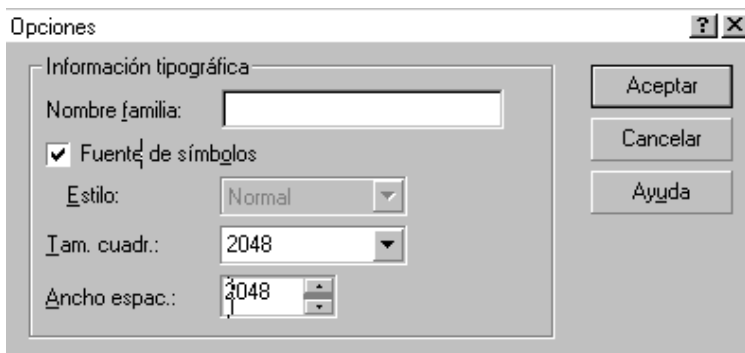 Opciones
Información tipográfica
Nombre familia:
Fuente de símbolos
Estilo: Normal
Tam. cuadr.: 2048
Ancho espac.: 2048
Aceptar
Cancelar
Ayuda